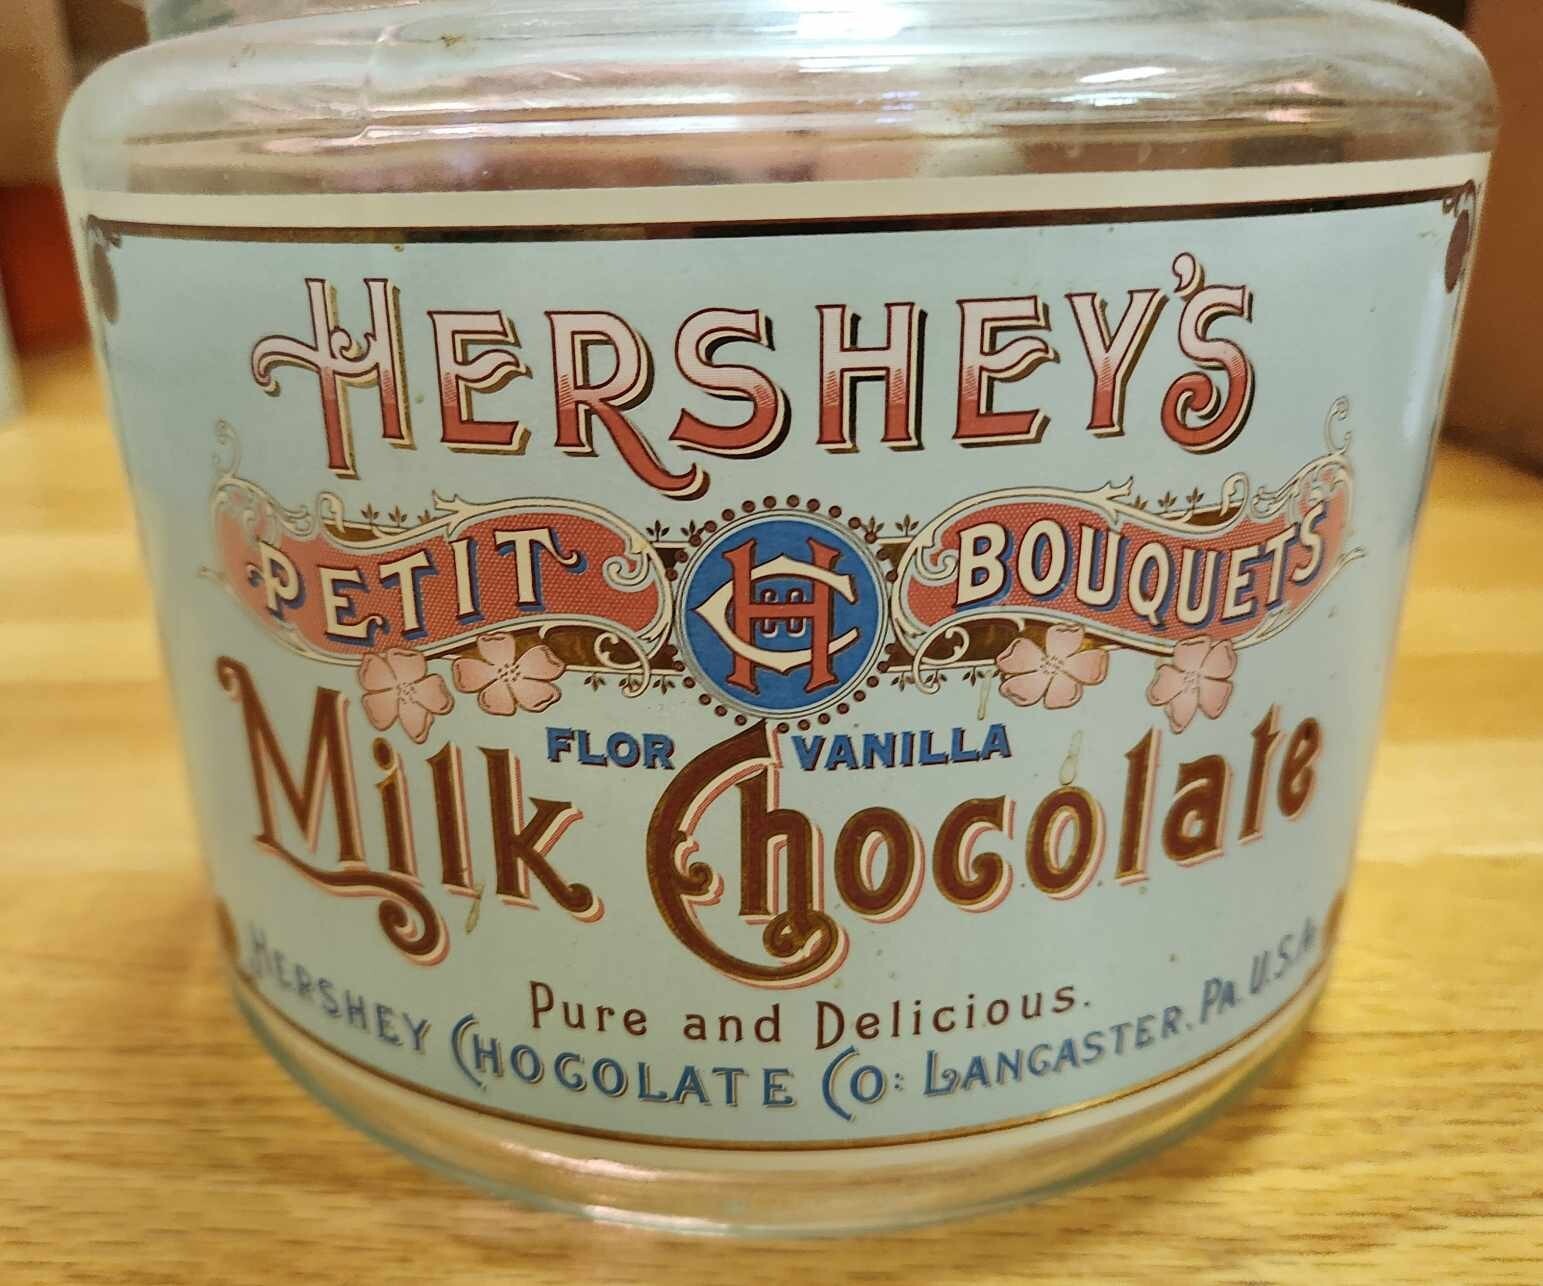 HERSHEY'S
PETIT HC BOUQUETS
FLOR VANILLA
Milk Chocolate
Pure and Delicious.
HERSHEY CHOCOLATE CO: LANCASTER, PA. U.S.A.